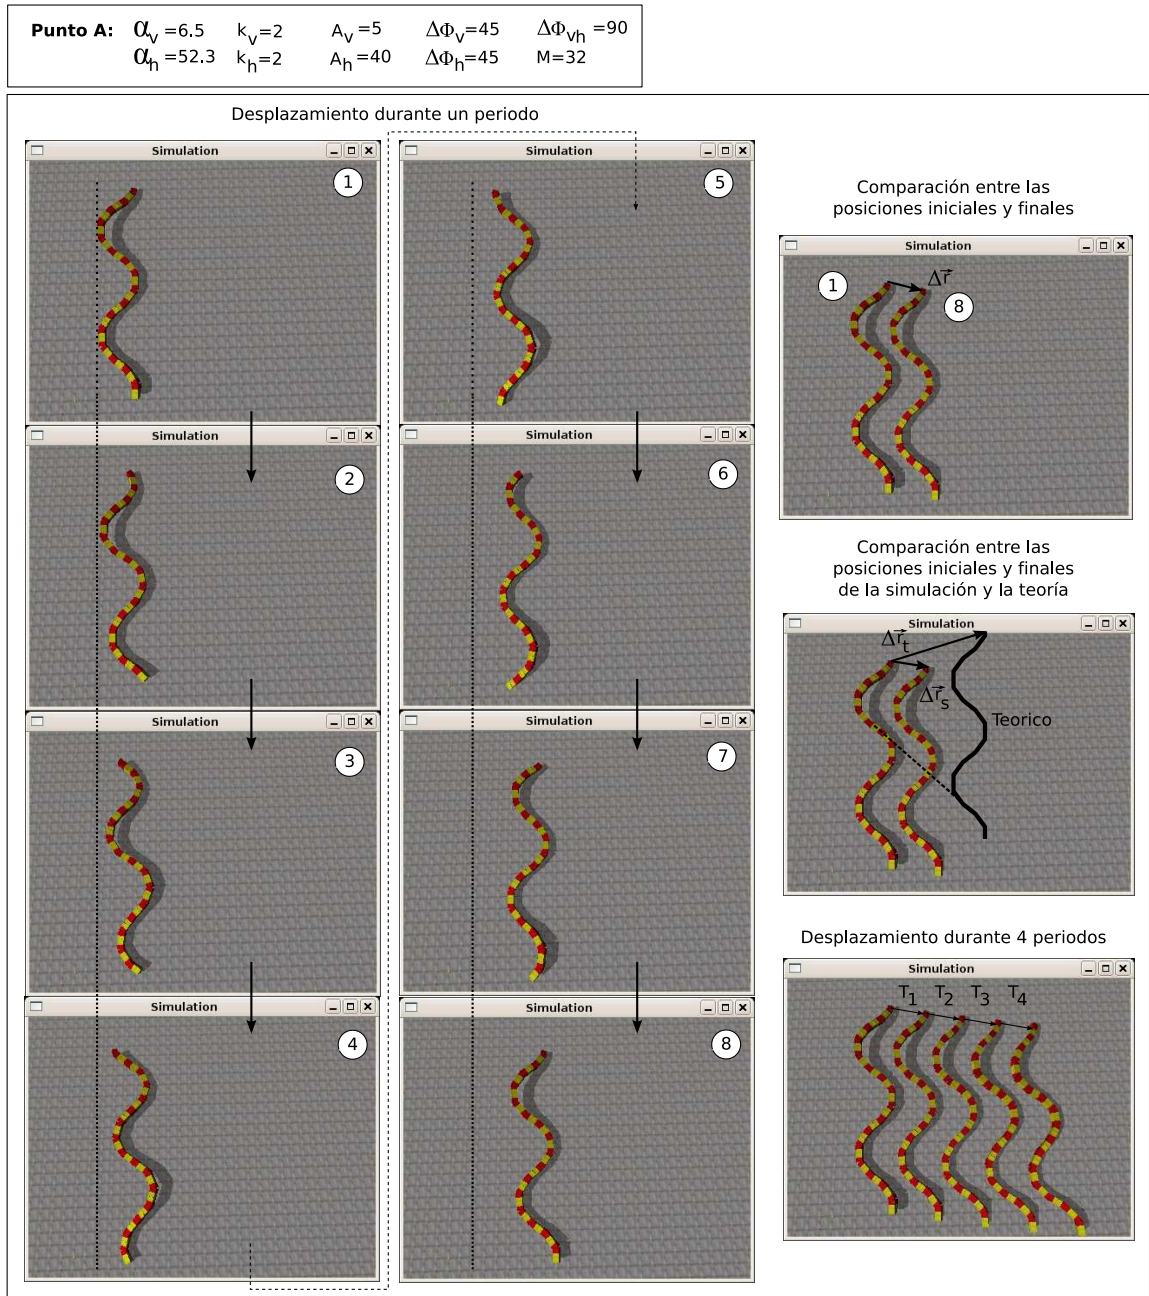 Punto A: αv =6.5 kv=2 Av=5 ΔΦv=45 ΔΦvh =90
αh =52.3 kh=2 Ah=40 ΔΦh=45 M=32
Desplazamiento durante un periodo
Simulation
1
Simulation
2
Simulation
3
Simulation
4
Simulation
5
Simulation
6
Simulation
7
Simulation
8
Comparación entre las
posiciones iniciales y finales
Simulation
1
Δr⃗
8
Comparación entre las
posiciones iniciales y finales
de la simulación y la teoría
Simulation
Δr⃗t
Δr⃗s
Teorico
Desplazamiento durante 4 periodos
Simulation
T1 T2 T3 T4